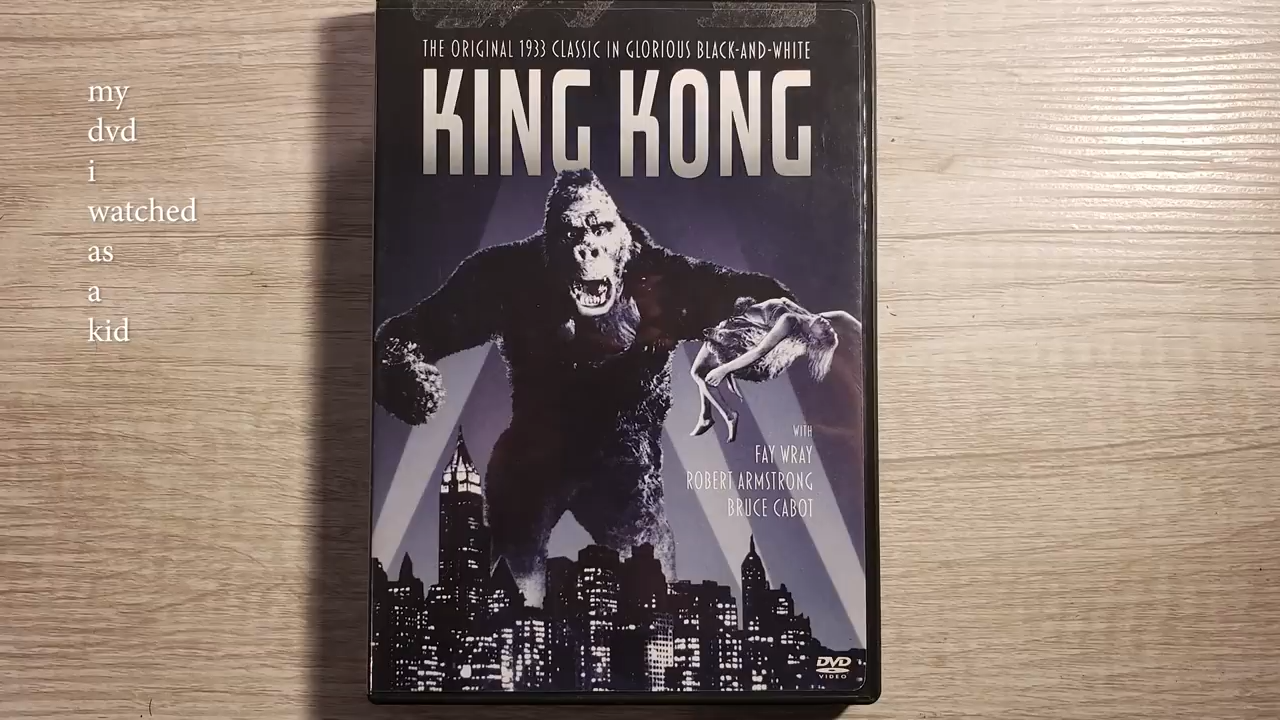 my
dvd
i
watched
as
a
kid
THE ORIGINAL 1933 CLASSIC IN GLORIOUS BLACK-AND-WHITE
KING KONG
WITH
FAY WRAY
ROBERT ARMSTRONG
BRUCE CABOT
DVD
VIDEO